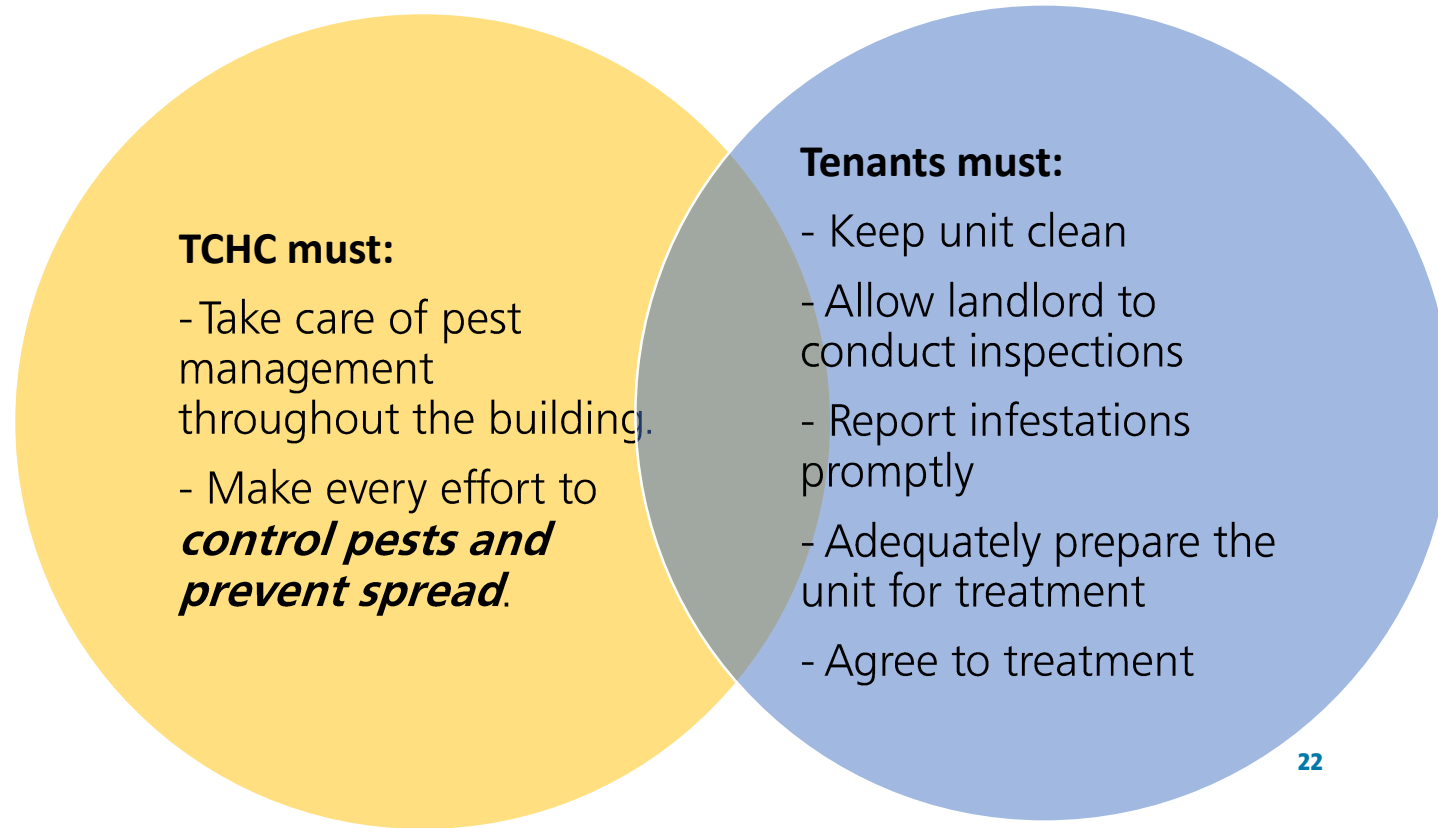 TCHC must:
- Take care of pest
management
throughout the building.
- Make every effort to
control pests and
prevent spread.
Tenants must:
- Keep unit clean
- Allow landlord to
conduct inspections
- Report infestations
promptly
- Adequately prepare the
unit for treatment
- Agree to treatment
22